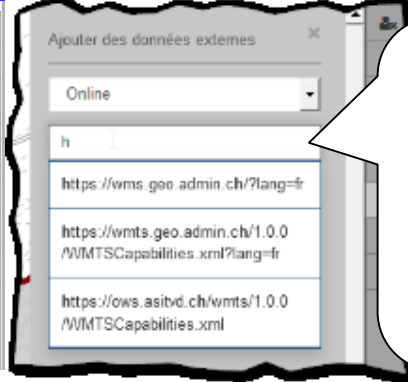 Ajouter des données externes
Online
h
https://wms.geo.admin.ch/?lang=fr
https://wmts.geo.admin.ch/1.0.0
/WMTSCapabilities.xml?lang=fr
https://ows.asitvd.ch/wmts/1.0.0
/WMTSCapabilities.xml